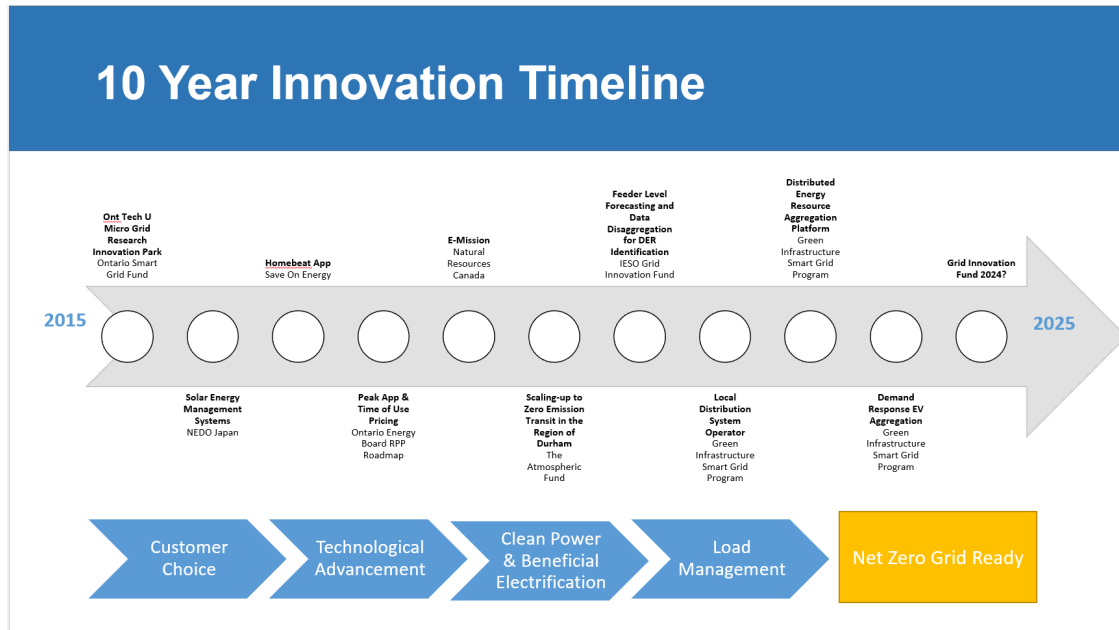 10 Year Innovation Timeline
Ont Tech U
Micro Grid
Research
Innovation Park
Ontario Smart
Grid Fund
Homebeat App
Save On Energy
E-Mission
Natural
Resources
Canada
Feeder Level
Forecasting and
Data
Disaggregation
for DER
Identification
IESO Grid
Innovation Fund
Distributed
Energy
Resource
Aggregation
Platform
Green
Infrastructure
Smart Grid
Program
Grid Innovation
Fund 2024?
2015
2025
Solar Energy
Management
Systems
NEDO Japan
Peak App &
Time of Use
Pricing
Ontario Energy
Board RPP
Roadmap
Scaling-up to
Zero Emission
Transit in the
Region of
Durham
The
Atmospheric
Fund
Local
Distribution
System
Operator
Green
Infrastructure
Smart Grid
Program
Demand
Response EV
Aggregation
Green
Infrastructure
Smart Grid
Program
Customer
Choice
Technological
Advancement
Clean Power
& Beneficial
Electrification
Load
Management
Net Zero Grid Ready